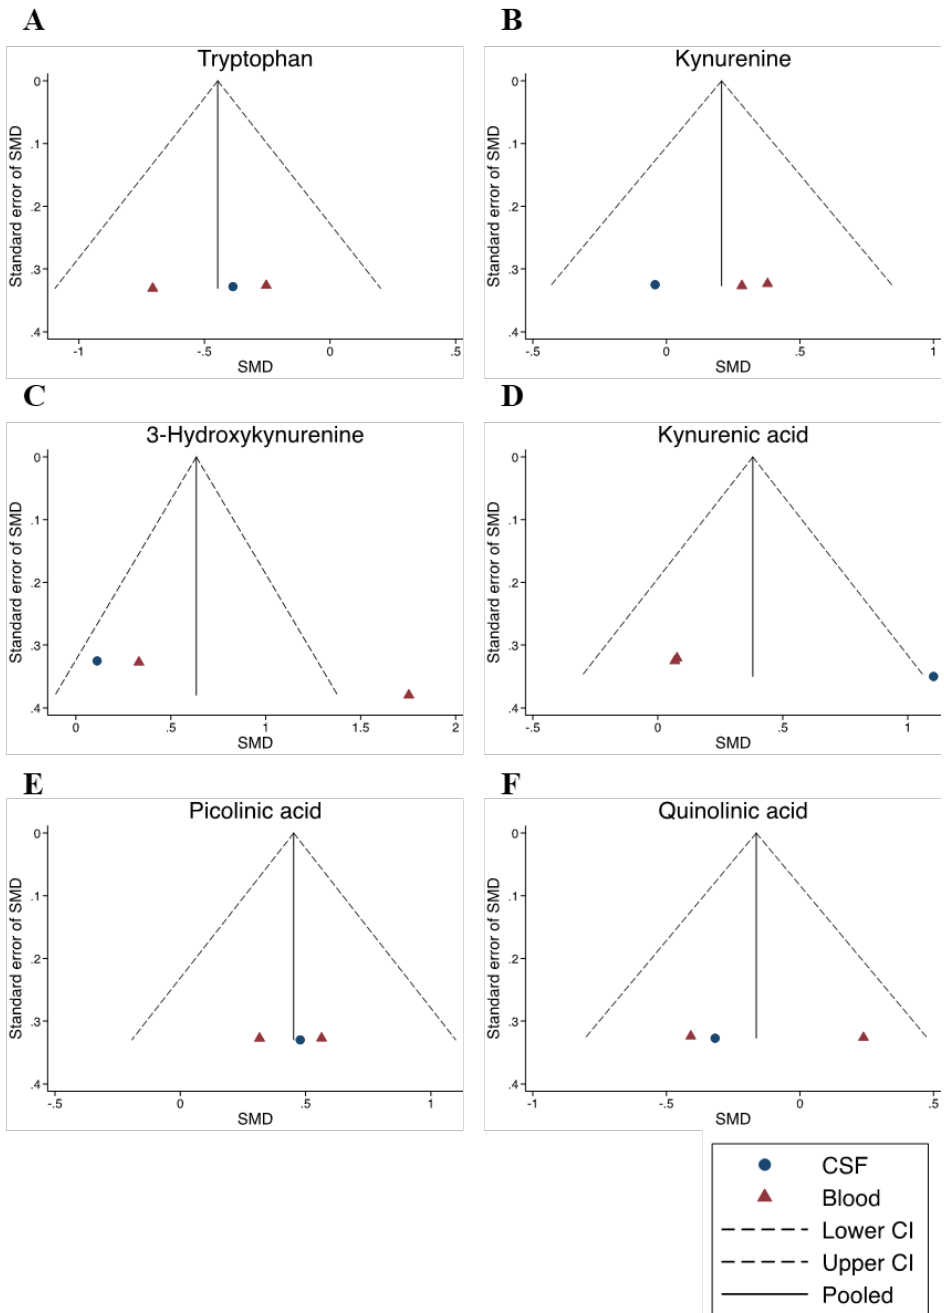 A
B
Tryptophan
Kynurenine
Standard error of SMD
0
.1
.2
.3
.4
-1
-.5
0
.5
SMD
Standard error of SMD
0
.1
.2
.3
.4
0
.5
1
SMD
C
D
3-Hydroxykynurenine
Kynurenic acid
Standard error of SMD
0
.1
.2
.3
.4
0
.5
1
1.5
2
SMD
Standard error of SMD
0
.1
.2
.3
.4
-.5
0
.5
1
SMD
E
F
Picolinic acid
Quinolinic acid
Standard error of SMD
0
.1
.2
.3
.4
-.5
0
.5
1
SMD
Standard error of SMD
0
.1
.2
.3
.4
-1
-.5
0
.5
SMD
CSF
Blood
Lower CI
Upper CI
Pooled